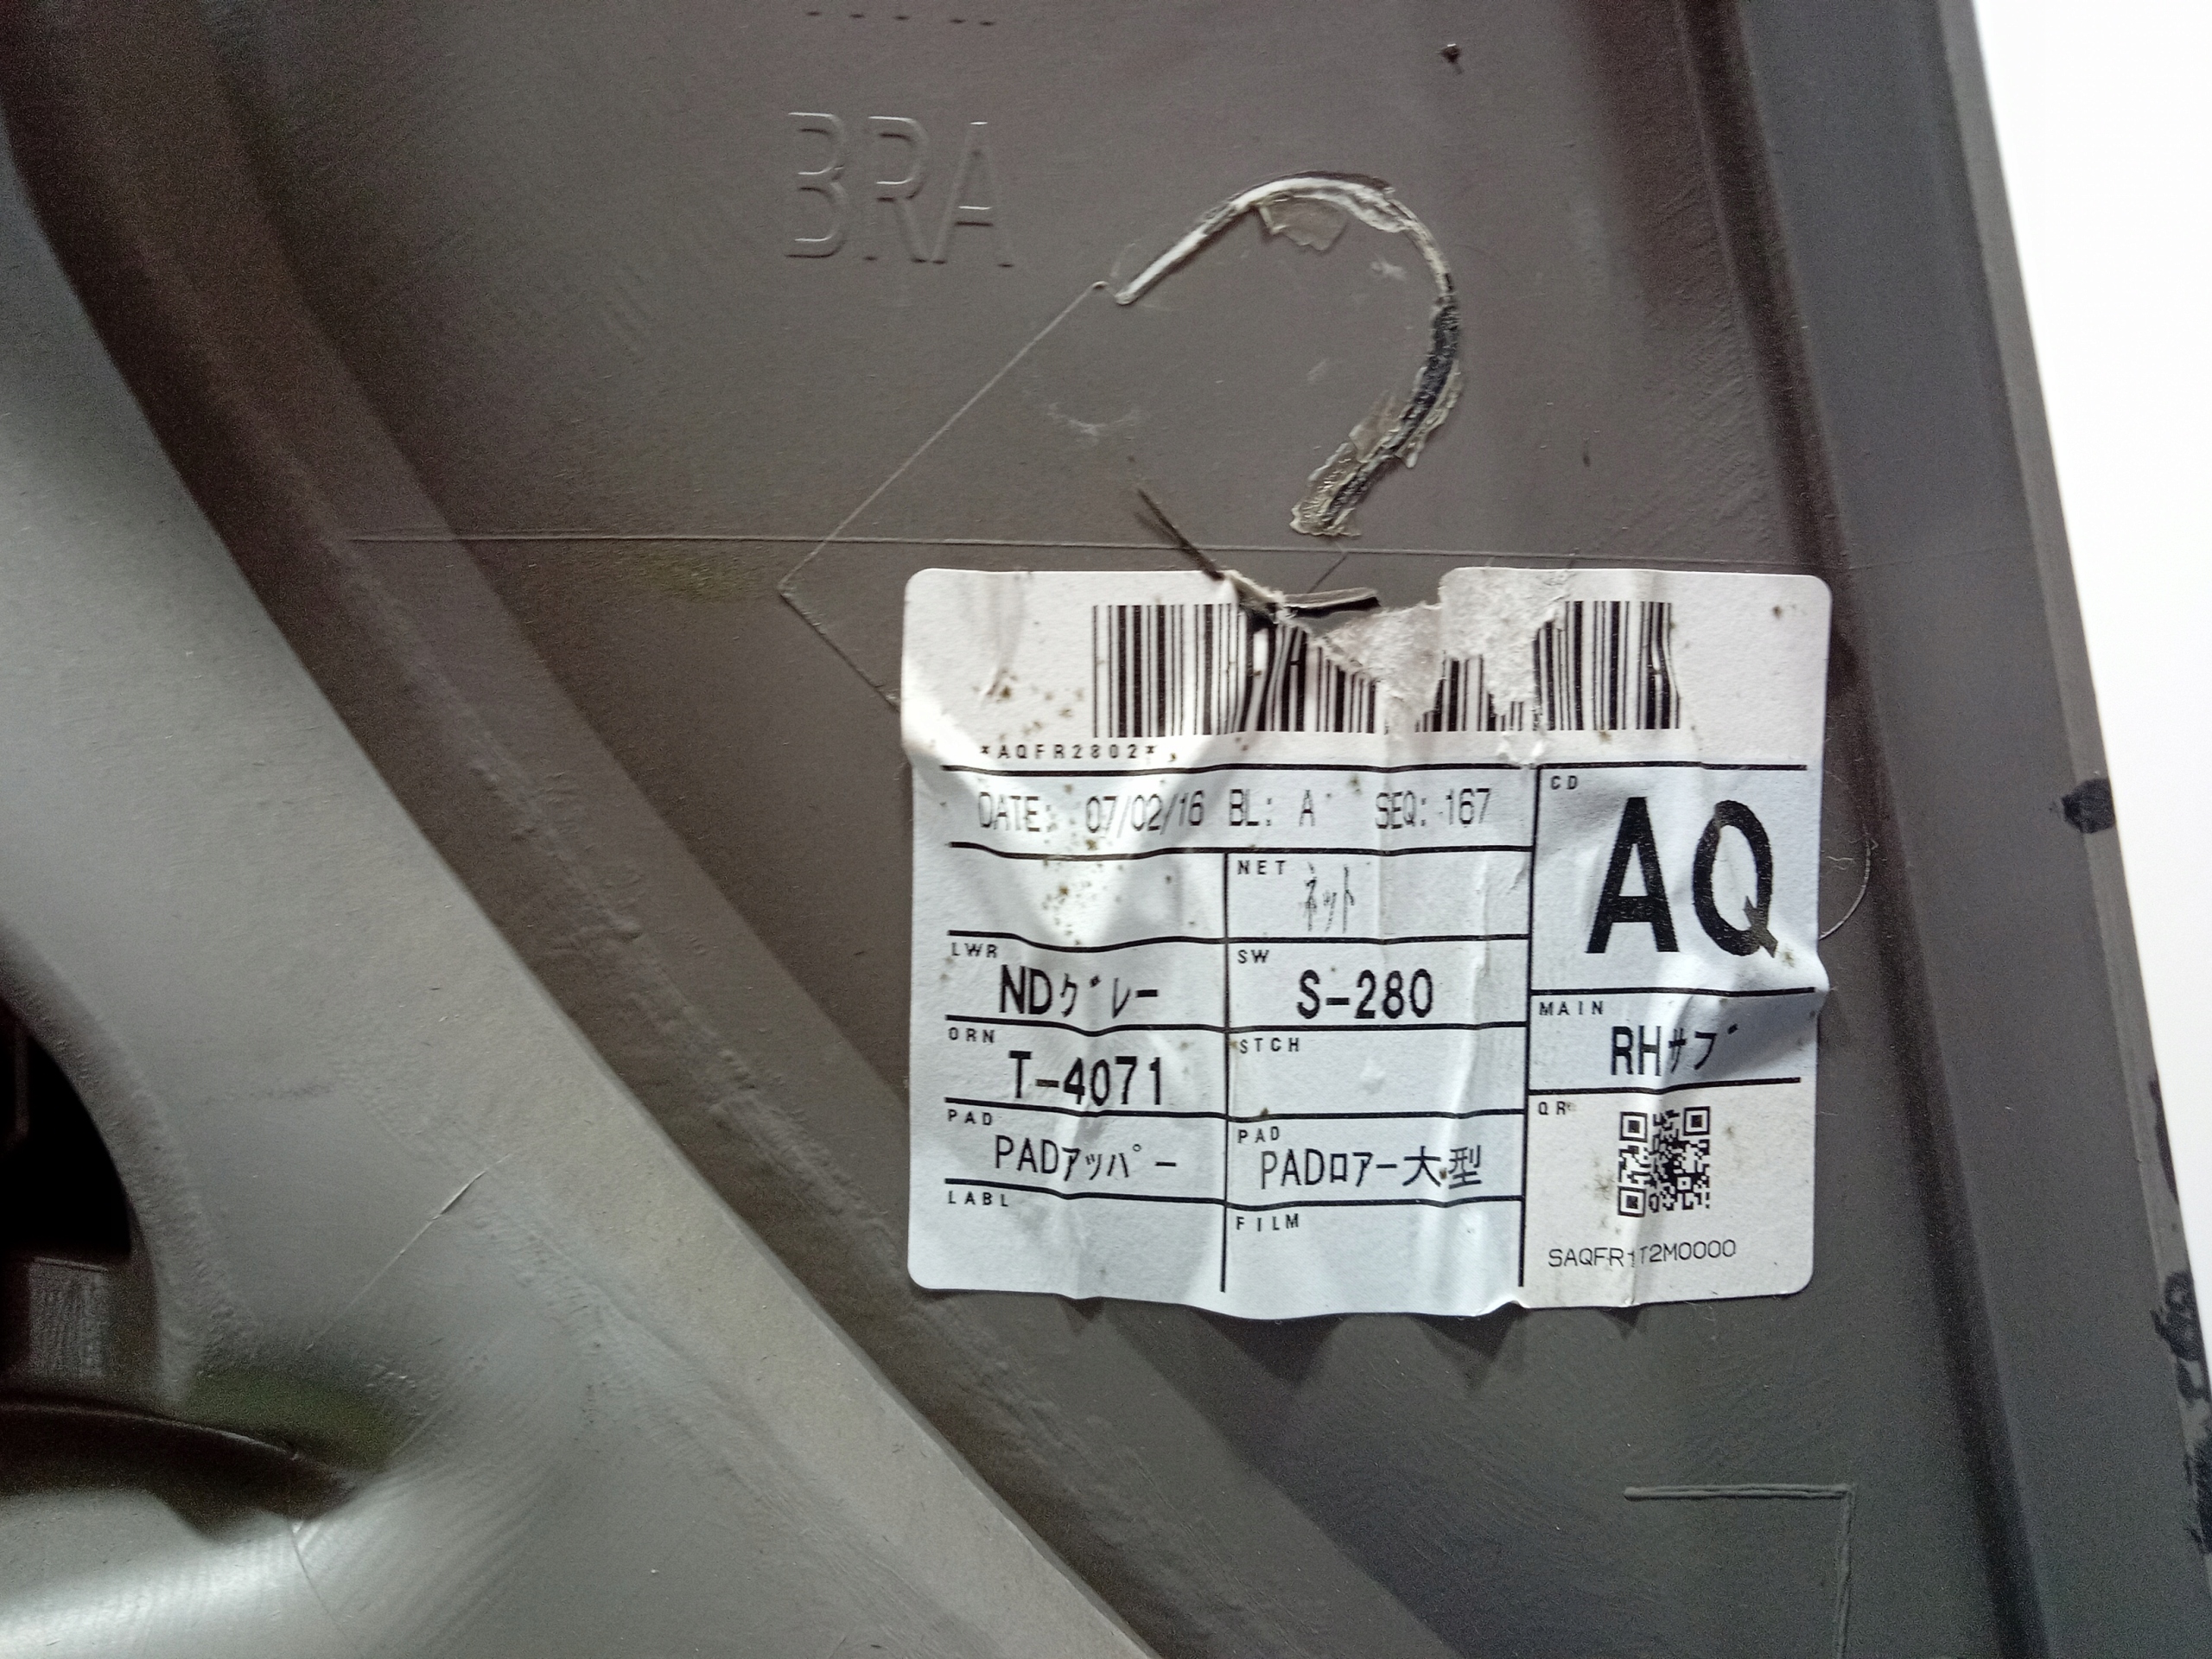 BRA
*AQFR2802*
DATE: 07/02/16 BL: A SEQ: 167
CD
AQ
NET ネット
LWR NDグレー
SW S-280
MAIN RHサブ
ORN T-4071
STCH
PAD PADアッパー
PAD PADロアー大型
QR
LABL
FILM
SAQFR1T2M0000